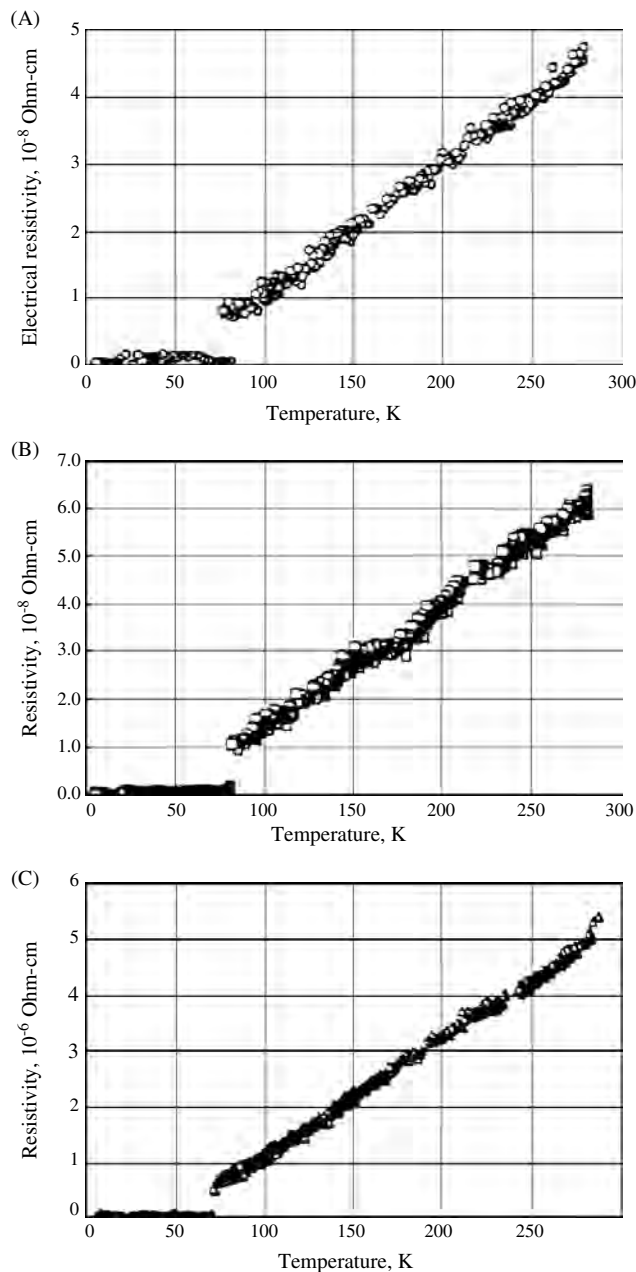 (A)
5
4
3
2
1
0
Electrical resistivity, 10⁻⁸ Ohm-cm
0 50 100 150 200 250 300
Temperature, K
(B)
7.0
6.0
5.0
4.0
3.0
2.0
1.0
0.0
Resistivity, 10⁻⁸ Ohm-cm
0 50 100 150 200 250 300
Temperature, K
(C)
6
5
4
3
2
1
0
Resistivity, 10⁻⁶ Ohm-cm
0 50 100 150 200 250 300
Temperature, K